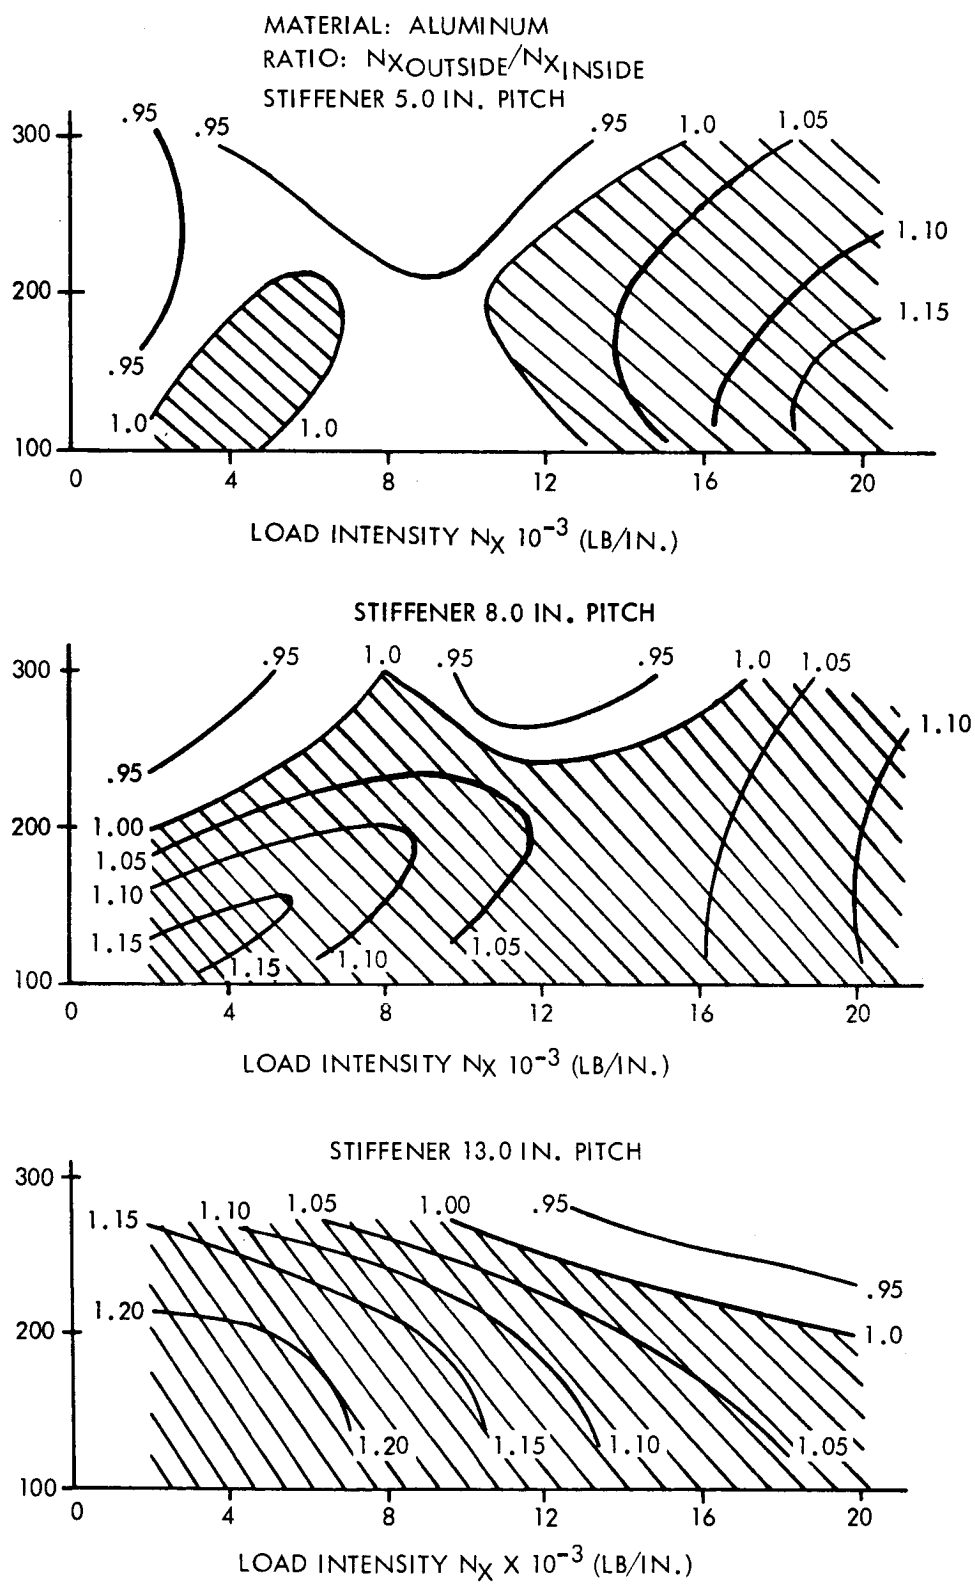 MATERIAL: ALUMINUM
RATIO: NXOUTSIDE/NXINSIDE
STIFFENER 5.0 IN. PITCH
.95 .95 .95 1.0 1.05
300
1.10
200
1.15
.95
1.0 1.0
100
0 4 8 12 16 20
LOAD INTENSITY NX 10-3 (LB/IN.)
STIFFENER 8.0 IN. PITCH
.95 1.0 .95 .95 1.0 1.05
300
1.10
.95
200 1.00
1.05
1.10
1.15 1.05
1.15 1.10
100
0 4 8 12 16 20
LOAD INTENSITY NX 10-3 (LB/IN.)
STIFFENER 13.0 IN. PITCH
300
1.15 1.10 1.05 1.00 .95
.95
1.20
200 1.0
1.20 1.15 1.10 1.05
100
0 4 8 12 16 20
LOAD INTENSITY NX X 10-3 (LB/IN.)